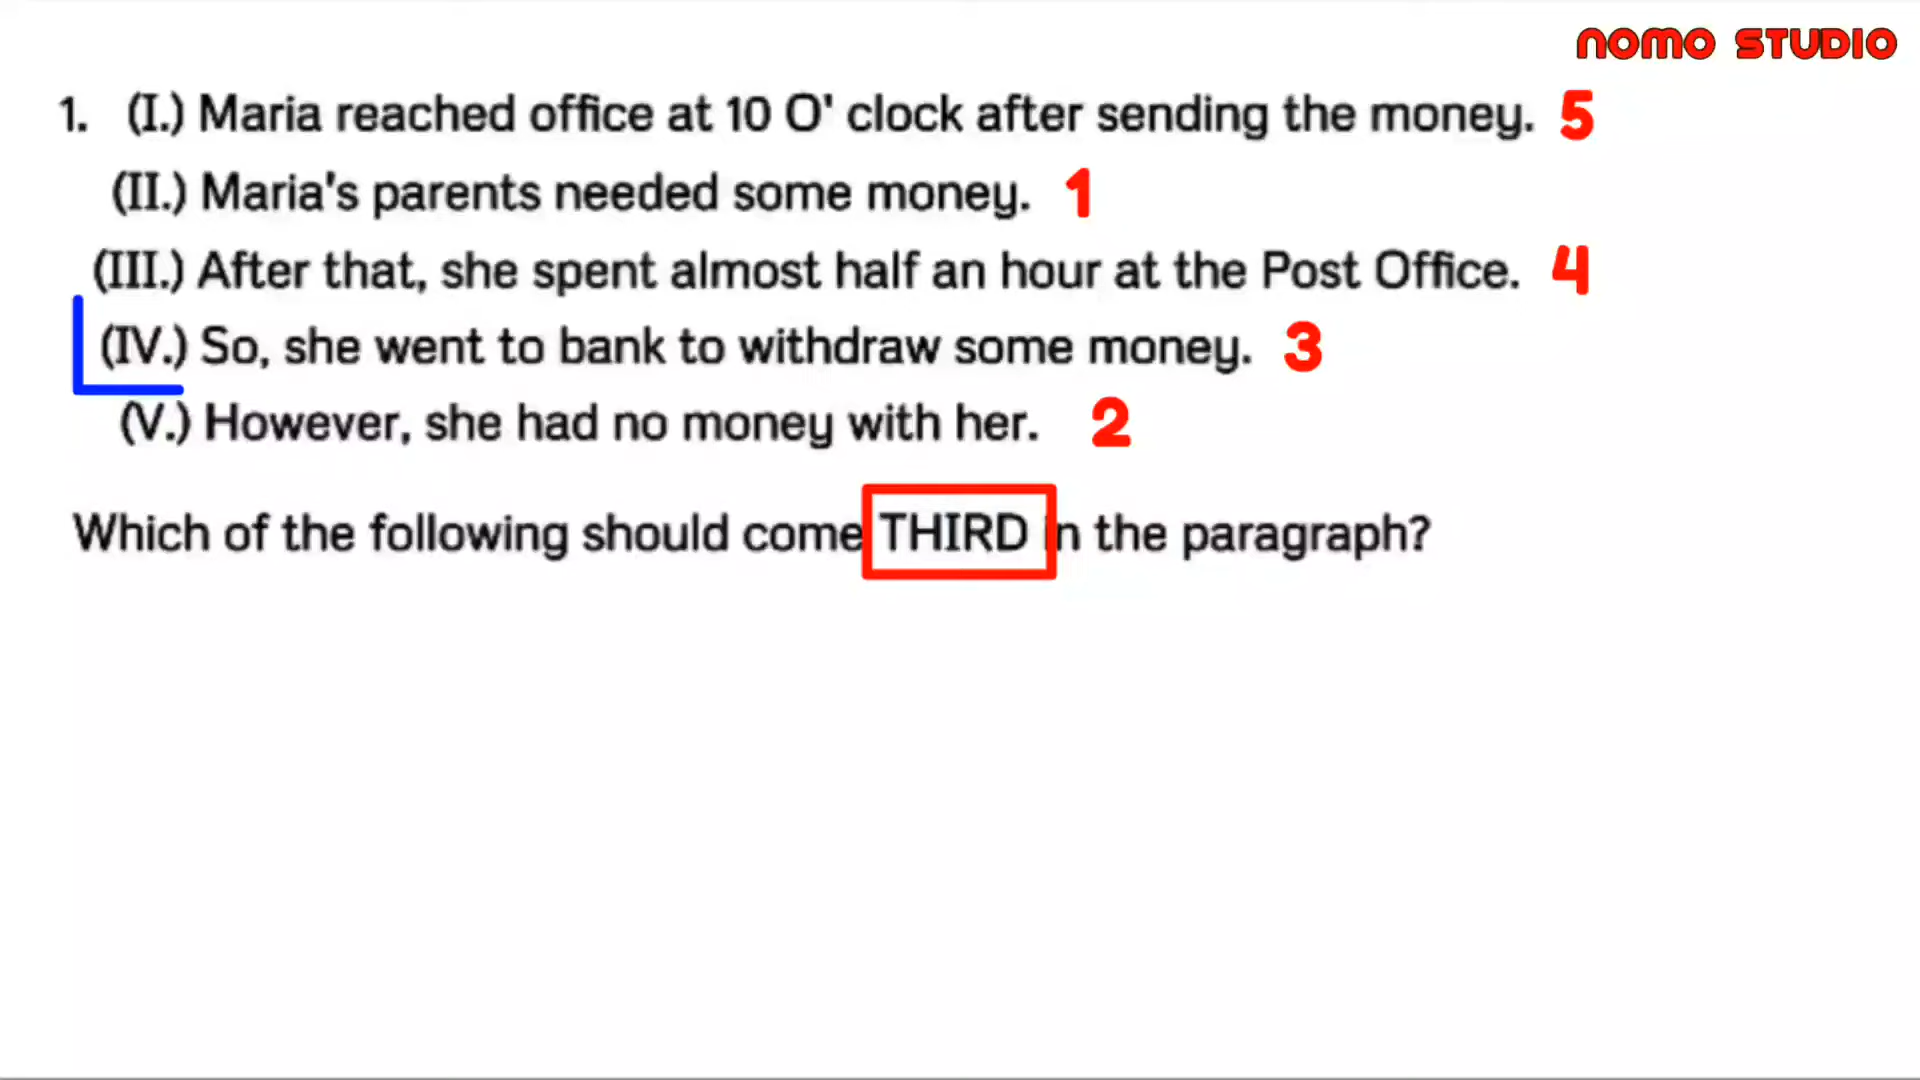 NOMO STUDIO
1. (I.) Maria reached office at 10 O' clock after sending the money. 5
(II.) Maria's parents needed some money. 1
(III.) After that, she spent almost half an hour at the Post Office. 4
(IV.) So, she went to bank to withdraw some money. 3
(V.) However, she had no money with her. 2
Which of the following should come THIRD in the paragraph?